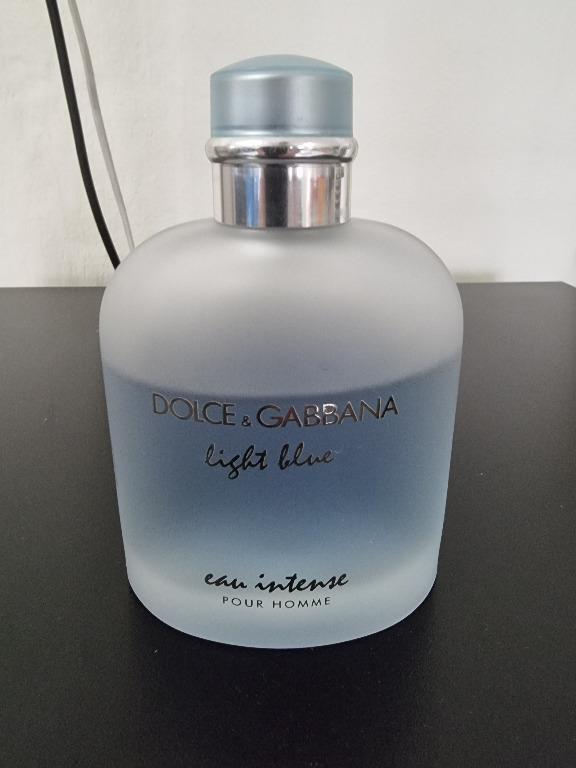 DOLCE & GABBANA
light blue
eau intense
POUR HOMME